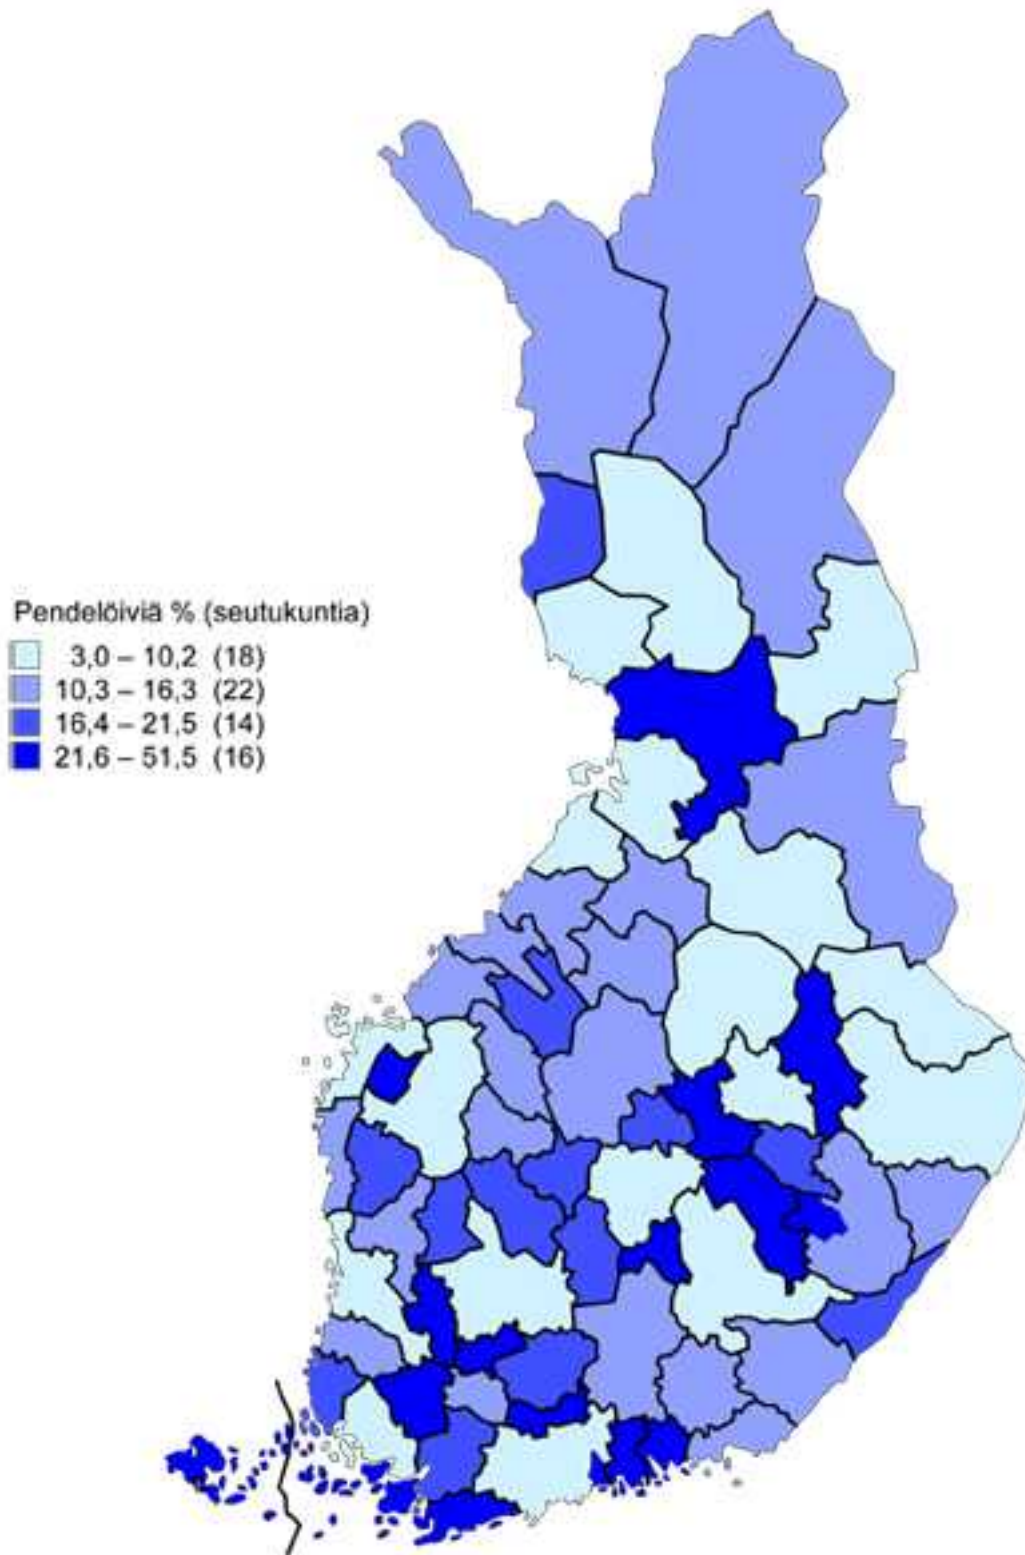 Pendelöiviä % (seutukuntia)
3,0 – 10,2 (18)
10,3 – 16,3 (22)
16,4 – 21,5 (14)
21,6 – 51,5 (16)